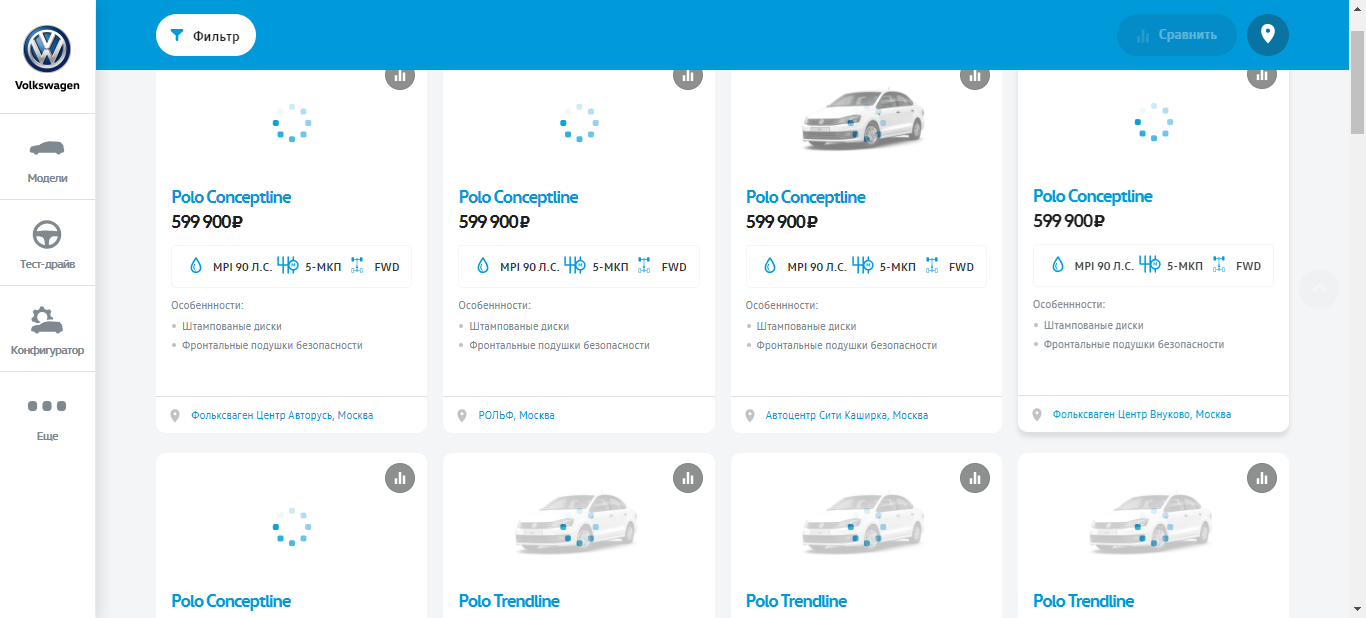 Фильтр
Сравнить
Volkswagen
Модели
Тест-драйв
Конфигуратор
Еще
Polo Conceptline
599 900₽
MPI 90 Л.С. 5-МКП FWD
Особеннности:
Штампованые диски
Фронтальные подушки безопасности
Фольксваген Центр Авторусь, Москва
Polo Conceptline
599 900₽
MPI 90 Л.С. 5-МКП FWD
Особеннности:
Штампованые диски
Фронтальные подушки безопасности
РОЛЬФ, Москва
Polo Conceptline
599 900₽
MPI 90 Л.С. 5-МКП FWD
Особеннности:
Штампованые диски
Фронтальные подушки безопасности
Автоцентр Сити Каширка, Москва
Polo Conceptline
599 900₽
MPI 90 Л.С. 5-МКП FWD
Особеннности:
Штампованые диски
Фронтальные подушки безопасности
Фольксваген Центр Внуково, Москва
Polo Conceptline
Polo Trendline
Polo Trendline
Polo Trendline